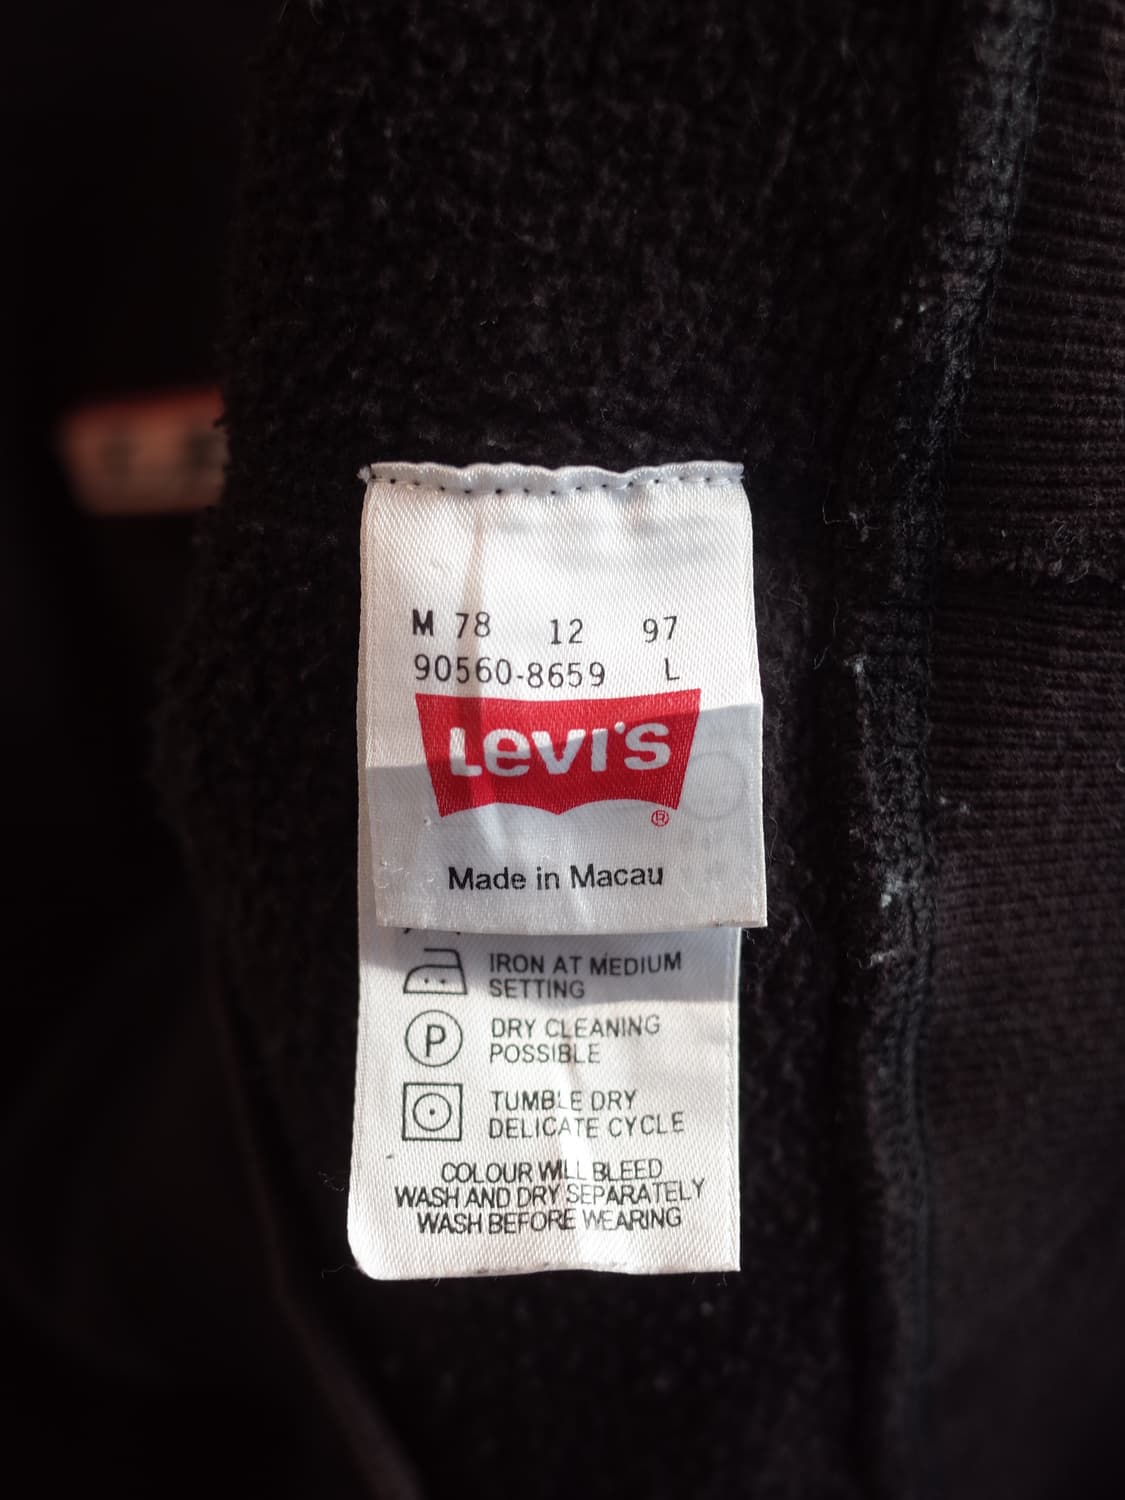 M 78 12 97
90560-8659 L
Levi's
®
Made in Macau
IRON AT MEDIUM
SETTING
P
DRY CLEANING
POSSIBLE
TUMBLE DRY
DELICATE CYCLE
COLOUR WILL BLEED
WASH AND DRY SEPARATELY
WASH BEFORE WEARING